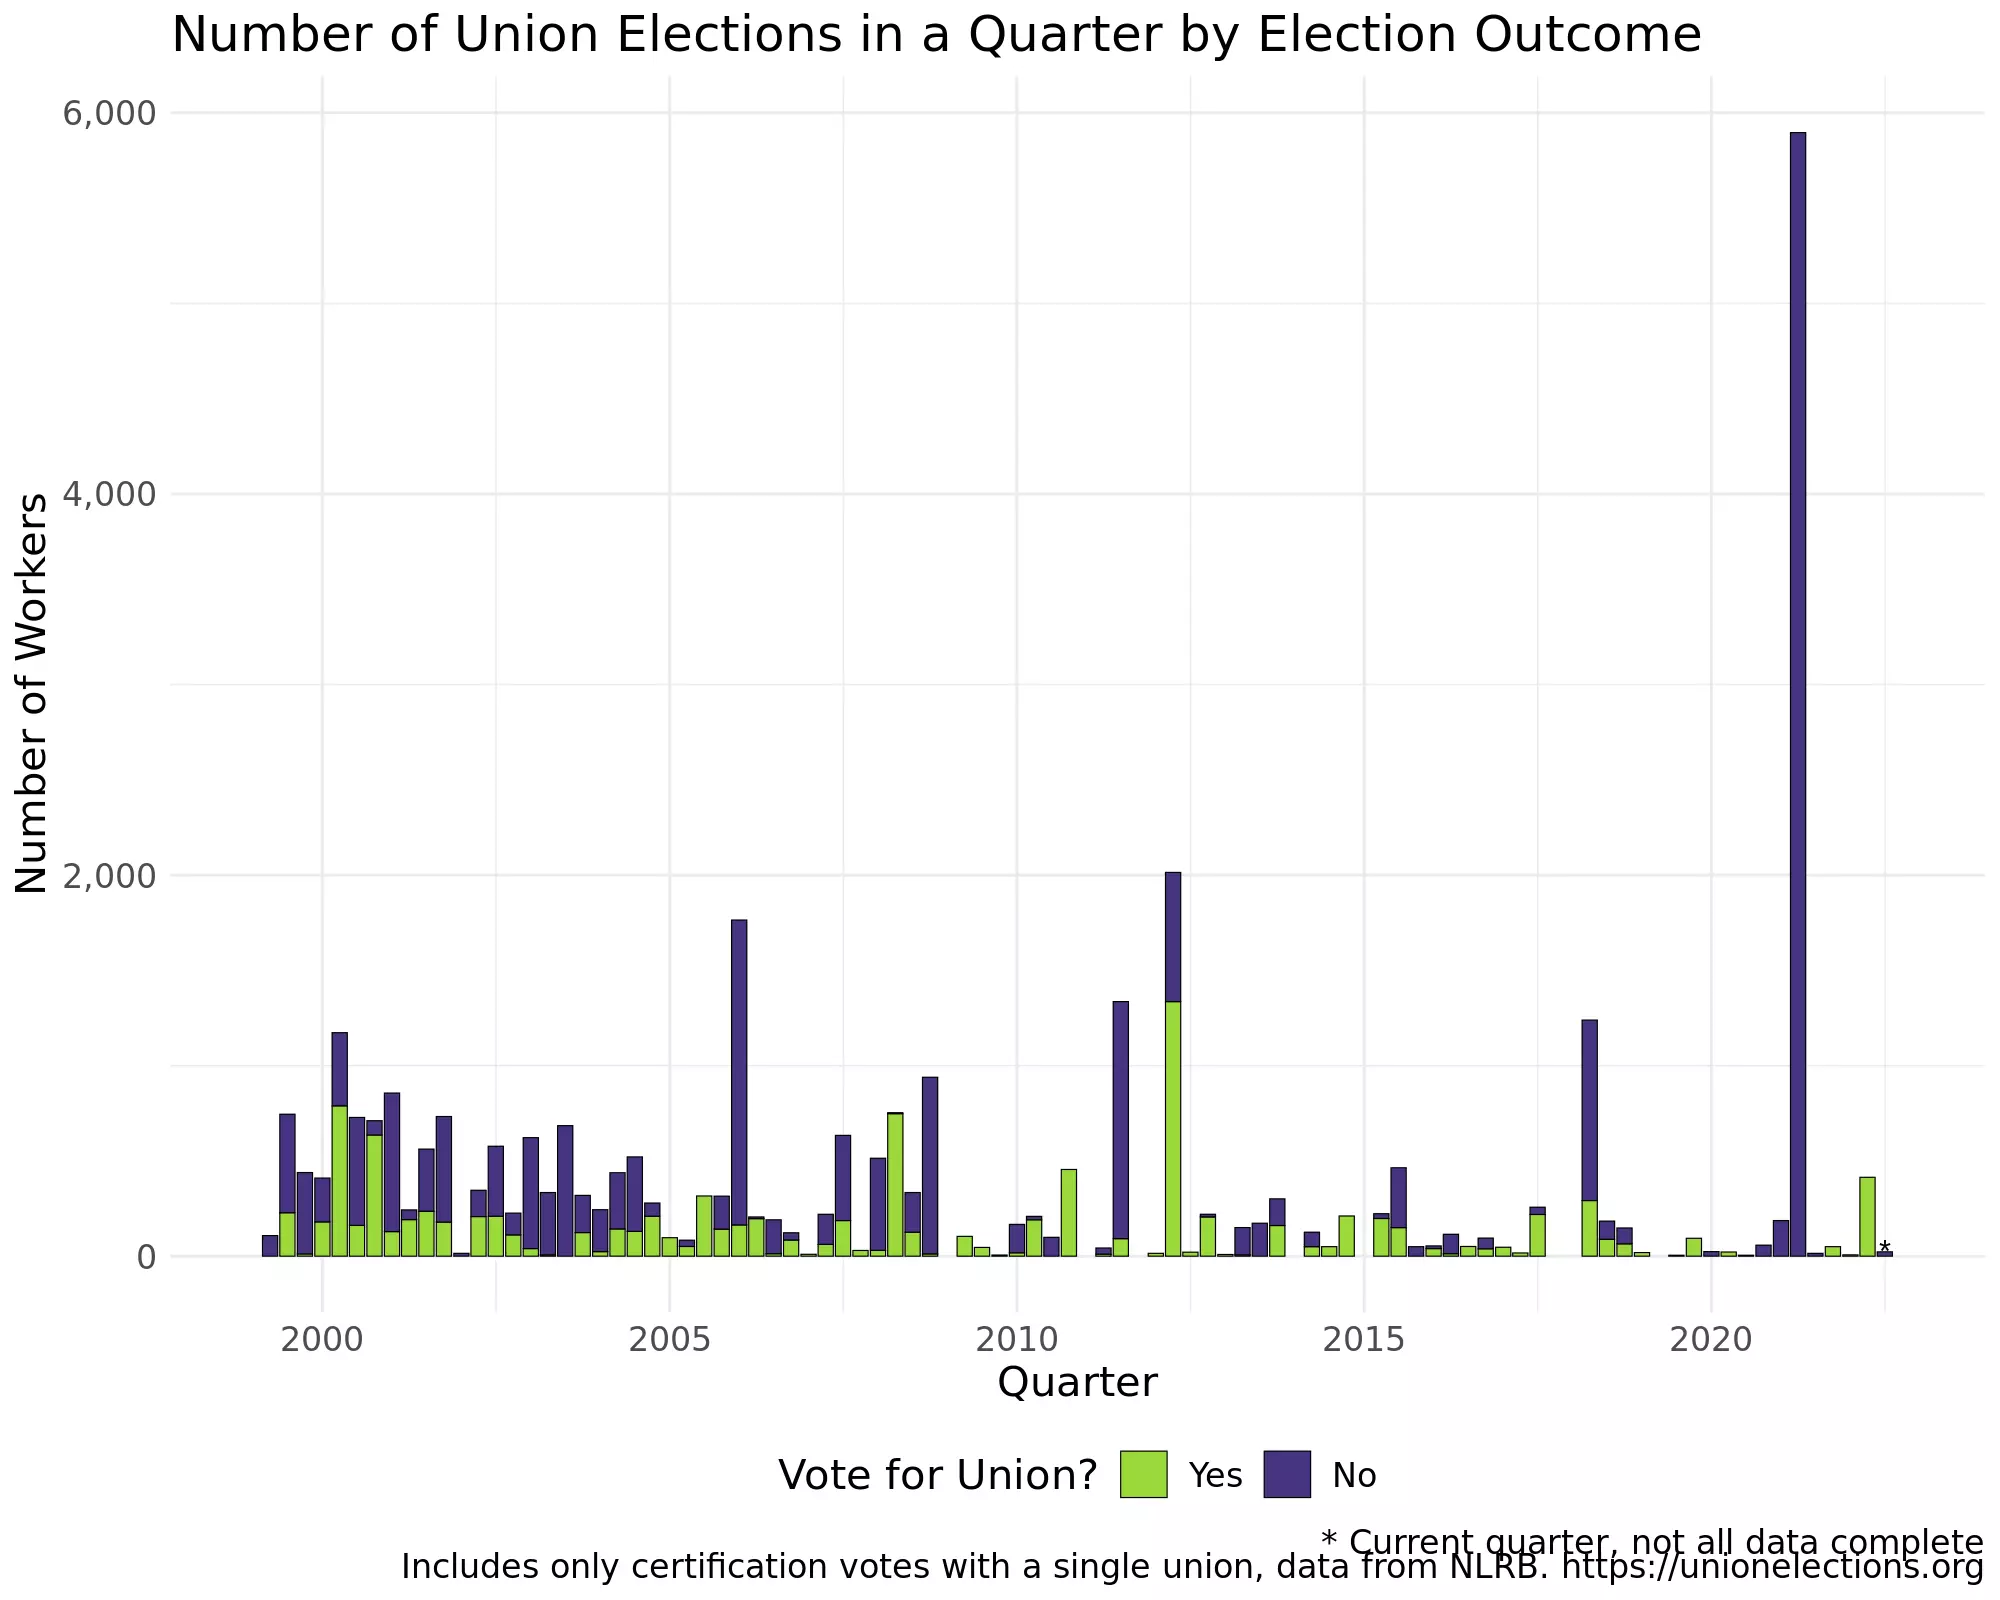 Number of Union Elections in a Quarter by Election Outcome
6,000
4,000
2,000
0
Number of Workers
*
2000 2005 2010 2015 2020
Quarter
Vote for Union? Yes No
* Current quarter, not all data complete
Includes only certification votes with a single union, data from NLRB. https://unionelections.org